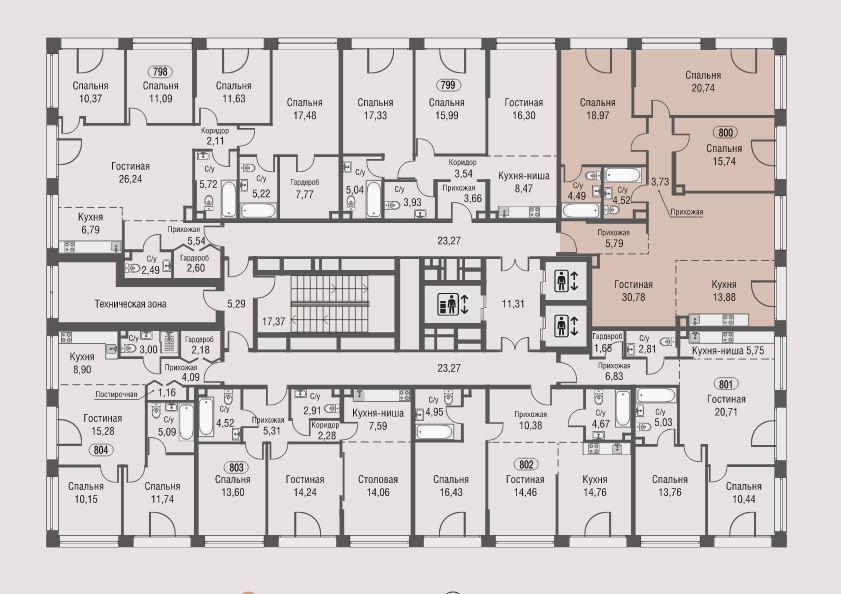 Спальня
10,37
798
Спальня
11,09
Спальня
11,63
Спальня
17,48
Спальня
17,33
799
Спальня
15,99
Гостиная
16,30
Спальня
18,97
Спальня
20,74
800
Спальня
15,74
Коридор
2,11
Гостиная
26,24
С/у
5,72
С/у
5,22
Гардероб
7,77
С/у
5,04
С/у
3,93
Коридор
3,54
Прихожая
3,66
Кухня-ниша
8,47
С/у
4,49
С/у
4,52
3,73
Прихожая
Кухня
6,79
Прихожая
5,54
С/у
2,49
Гардероб
2,60
23,27
Прихожая
5,79
Гостиная
30,78
Кухня
13,88
Техническая зона
5,29
17,37
11,31
Кухня
8,90
С/у
3,00
Гардероб
2,18
Прихожая
4,09
Постирочная
1,16
23,27
Гардероб
1,68
С/у
2,81
Прихожая
6,83
Кухня-ниша 5,75
801
Гостиная
20,71
Гостиная
15,28
804
С/у
5,09
С/у
4,52
Прихожая
5,31
С/у
2,91
Коридор
2,28
Кухня-ниша
7,59
С/у
4,95
Прихожая
10,38
С/у
4,67
С/у
5,03
Спальня
10,15
Спальня
11,74
803
Спальня
13,60
Гостиная
14,24
Столовая
14,06
Спальня
16,43
802
Гостиная
14,46
Кухня
14,76
Спальня
13,76
Спальня
10,44